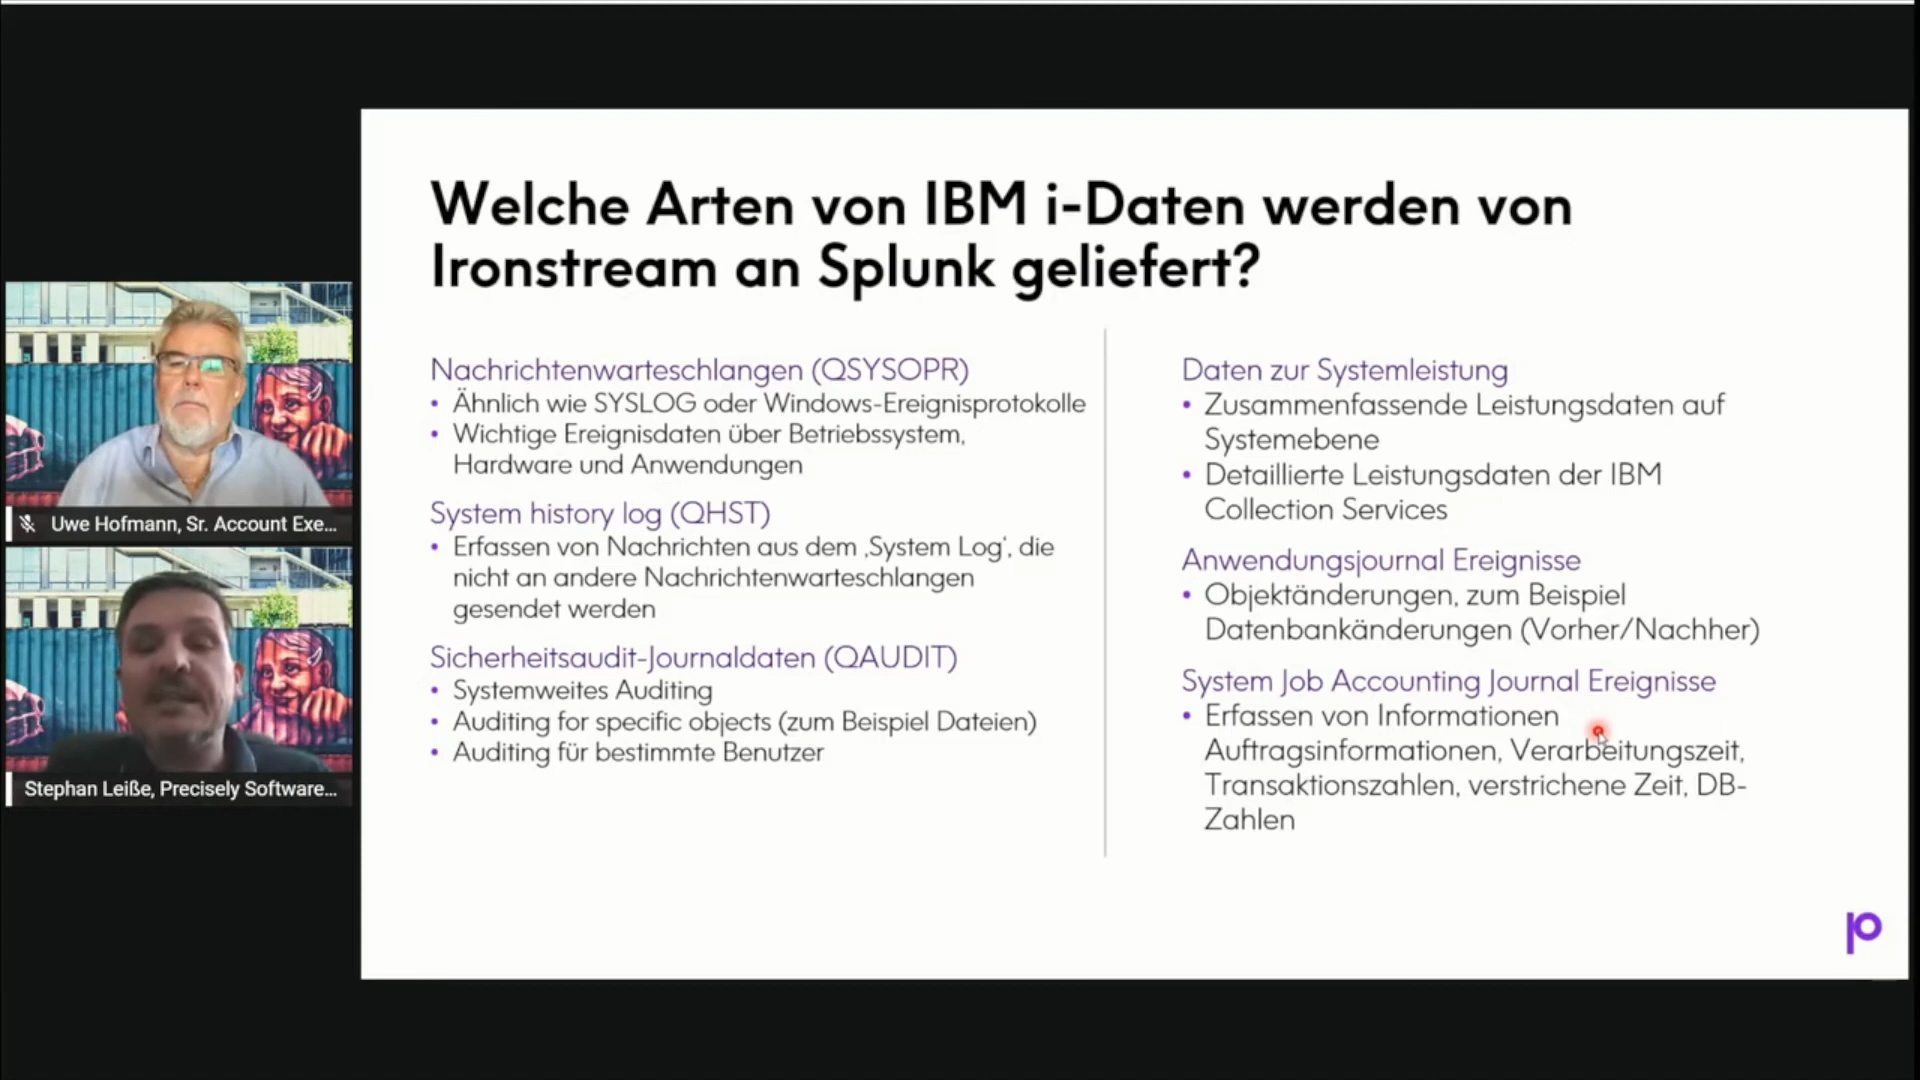 Welche Arten von IBM i-Daten werden von
Ironstream an Splunk geliefert?
Nachrichtenwarteschlangen (QSYSOPR)
• Ähnlich wie SYSLOG oder Windows-Ereignisprotokolle
• Wichtige Ereignisdaten über Betriebssystem,
Hardware und Anwendungen
System history log (QHST)
• Erfassen von Nachrichten aus dem ‚System Log‘, die
nicht an andere Nachrichtenwarteschlangen
gesendet werden
Sicherheitsaudit-Journaldaten (QAUDIT)
• Systemweites Auditing
• Auditing for specific objects (zum Beispiel Dateien)
• Auditing für bestimmte Benutzer
Daten zur Systemleistung
• Zusammenfassende Leistungsdaten auf
Systemebene
• Detaillierte Leistungsdaten der IBM
Collection Services
Anwendungsjournal Ereignisse
• Objektänderungen, zum Beispiel
Datenbankänderungen (Vorher/Nachher)
System Job Accounting Journal Ereignisse
• Erfassen von Informationen
Auftragsinformationen, Verarbeitungszeit,
Transaktionszahlen, verstrichene Zeit, DB-
Zahlen
Uwe Hofmann, Sr. Account Exe...
Stephan Leiße, Precisely Software...